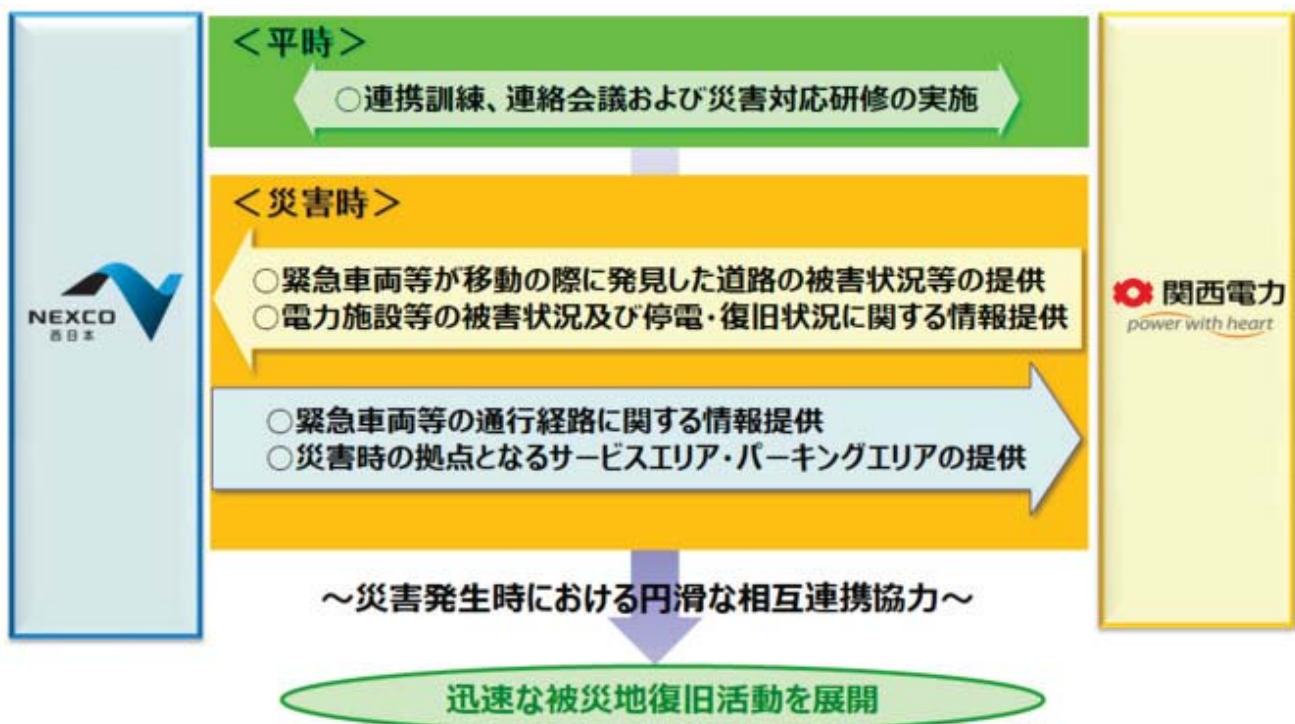 <平時>
○連携訓練、連絡会議および災害対応研修の実施
<災害時>
○緊急車両等が移動の際に発見した道路の被害状況等の提供
○電力施設等の被害状況及び停電・復旧状況に関する情報提供
NEXCO
西日本
関西電力
power with heart
○緊急車両等の通行経路に関する情報提供
○災害時の拠点となるサービスエリア・パーキングエリアの提供
~災害発生時における円滑な相互連携協力~
迅速な被災地復旧活動を展開